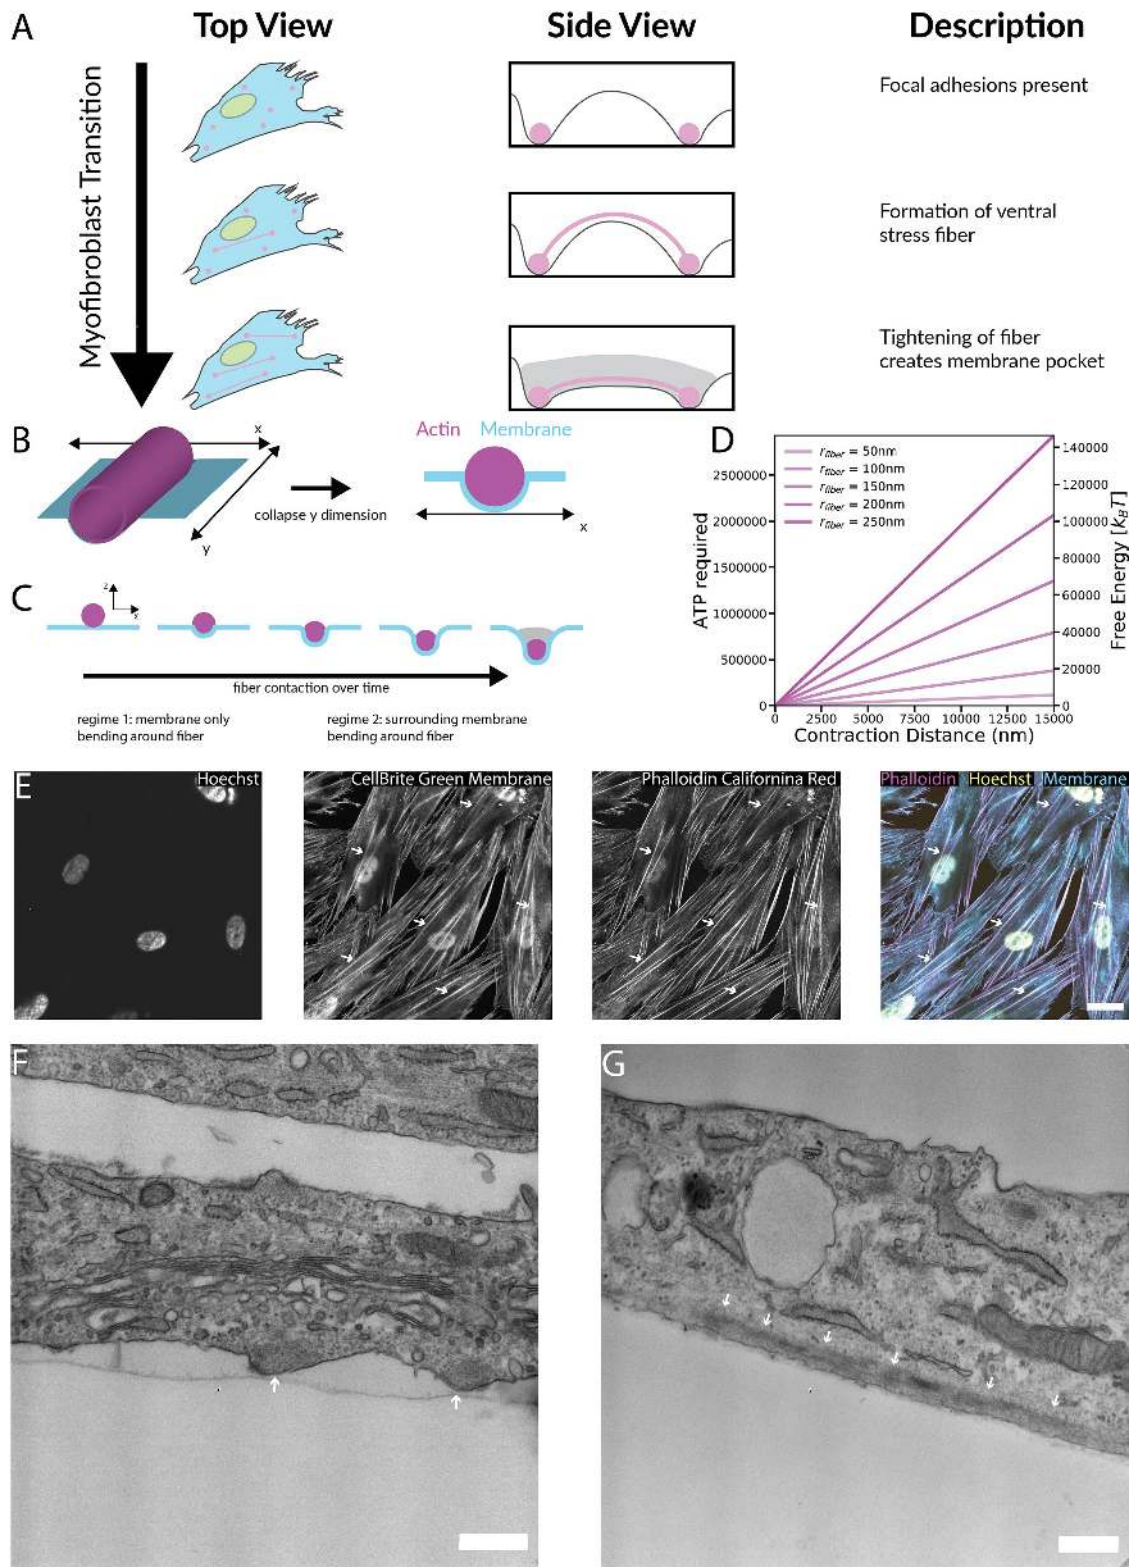 A
Top View
Side View
Description
Myofibroblast Transition
Focal adhesions present
Formation of ventral
stress fiber
Tightening of fiber
creates membrane pocket
B
x
y
collapse y dimension
Actin
Membrane
x
C
z
x
fiber contaction over time
regime 1: membrane only
bending around fiber
regime 2: surrounding membrane
bending around fiber
D
r_fiber = 50nm
r_fiber = 100nm
r_fiber = 150nm
r_fiber = 200nm
r_fiber = 250nm
ATP required
2500000
2000000
1500000
1000000
500000
0
Free Energy [k_BT]
140000
120000
100000
80000
60000
40000
20000
0
0 2500 5000 7500 10000 12500 15000
Contraction Distance (nm)
E
Hoechst
CellBrite Green Membrane
Phalloidin Californina Red
Phalloidin Hoechst Membrane
F
G